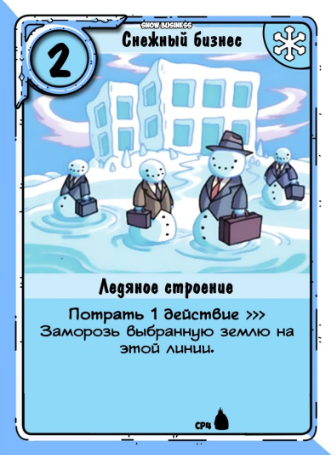 SNOW BUSINESS
Снежный бизнес
2
Ледяное строение
Потрать 1 действие >>>
Заморозь выбранную землю на
этой линии.
CP4